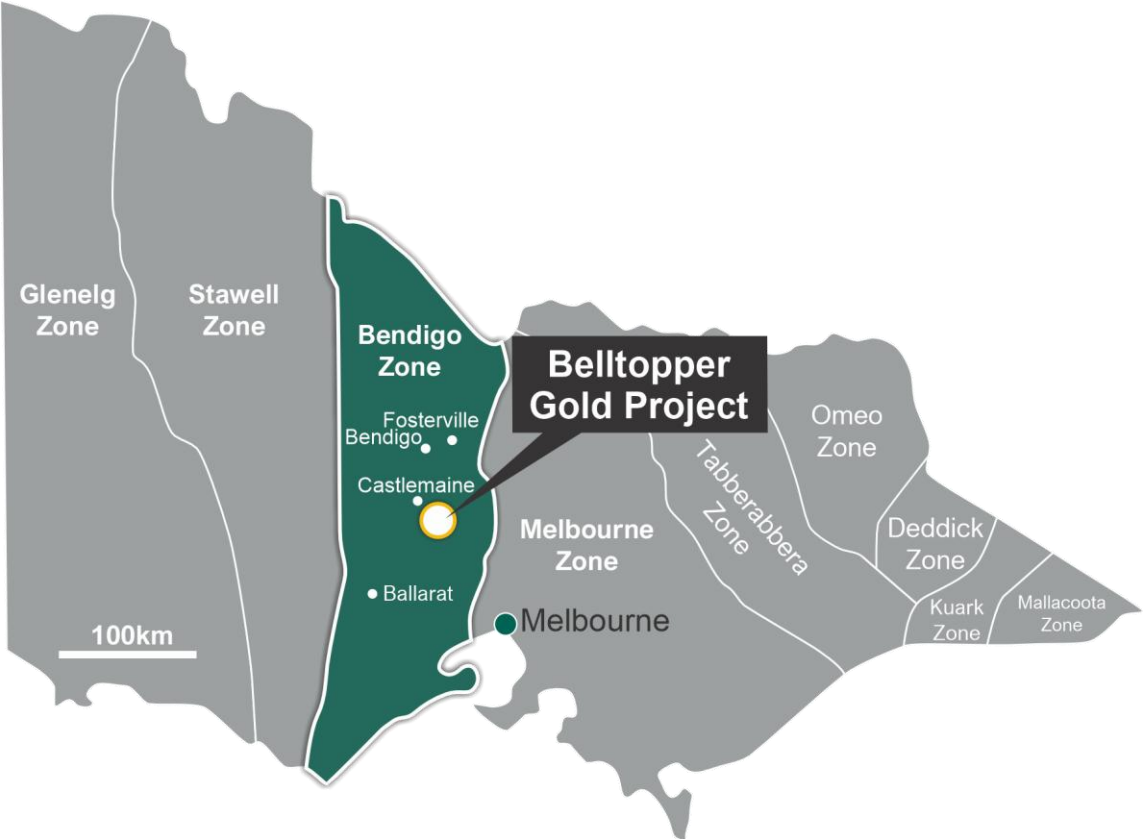 Glenelg
Zone
Stawell
Zone
Bendigo
Zone
Belltopper
Gold Project
Fosterville
Bendigo
Castlemaine
Ballarat
Melbourne
Zone
Melbourne
Tabberabbera
Zone
Omeo
Zone
Deddick
Zone
Kuark
Zone
Mallacoota
Zone
100km